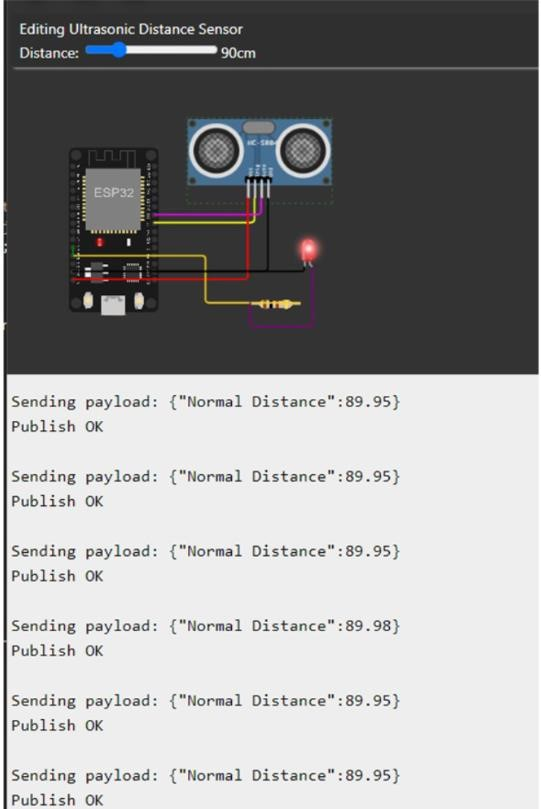 Editing Ultrasonic Distance Sensor
Distance: 90cm
ESP32
Sending payload: {"Normal Distance":89.95}
Publish OK
Sending payload: {"Normal Distance":89.95}
Publish OK
Sending payload: {"Normal Distance":89.95}
Publish OK
Sending payload: {"Normal Distance":89.98}
Publish OK
Sending payload: {"Normal Distance":89.95}
Publish OK
Sending payload: {"Normal Distance":89.95}
Publish OK